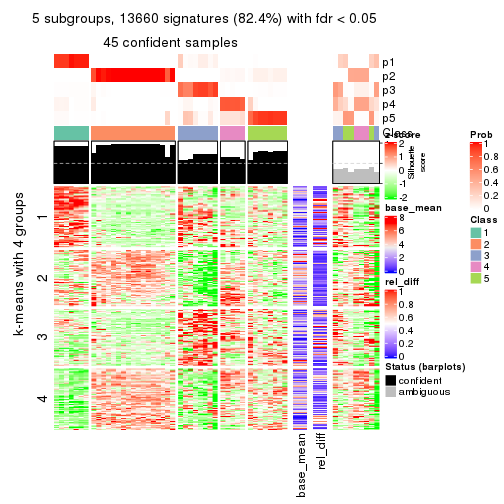 5 subgroups, 13660 signatures (82.4%) with fdr < 0.05
45 confident samples
p1
p2
p3
p4
p5
Class
z-score
2
1
0
-1
-2
Silhouette
score
Prob
1
0.8
0.6
0.4
0.2
0
base_mean
8
6
4
2
0
Class
1
2
3
4
5
rel_diff
1
0.8
0.6
0.4
0.2
0
Status (barplots)
confident
ambiguous
k-means with 4 groups
1
2
3
4
base_mean
rel_diff